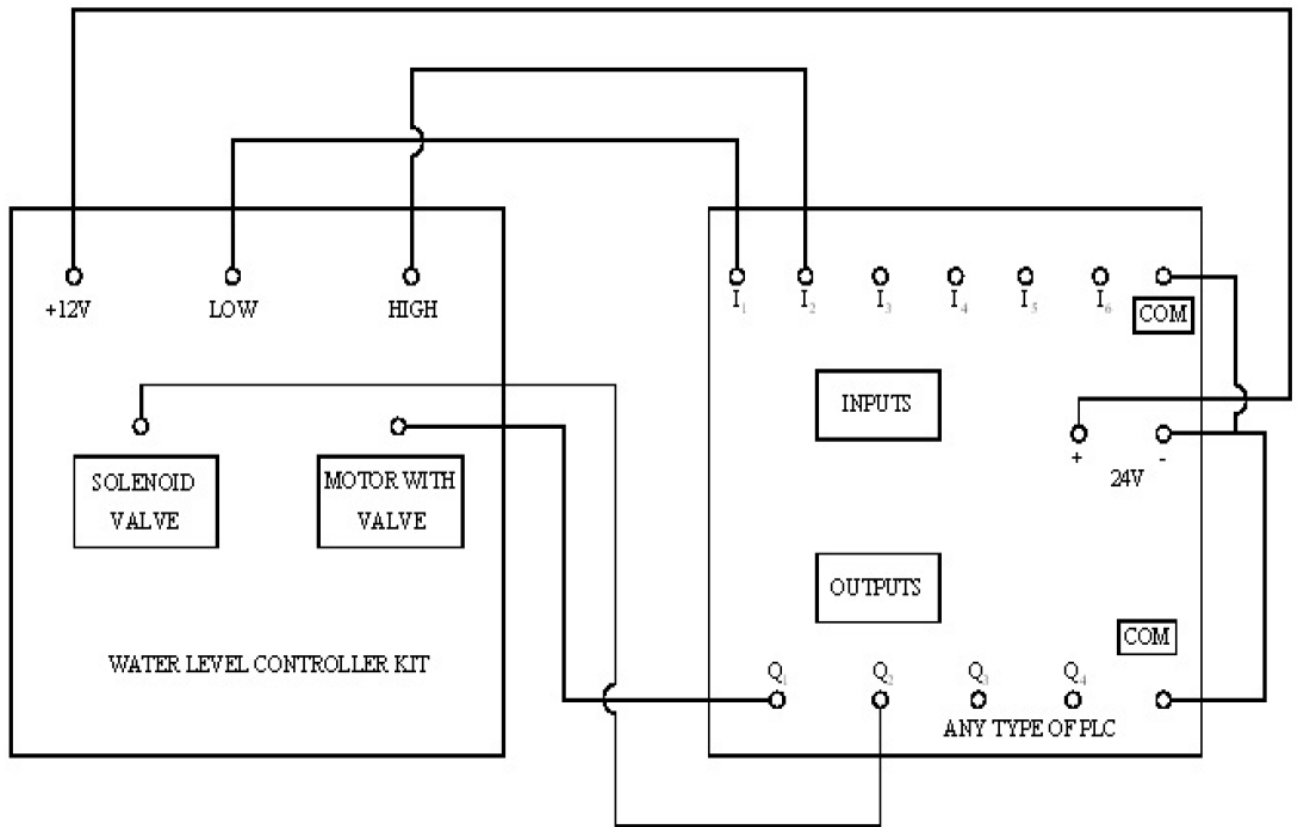 +12V
LOW
HIGH
SOLENOID
VALVE
MOTOR WITH
VALVE
WATER LEVEL CONTROLLER KIT
I₁
I₂
I₃
I₄
I₅
I₆
COM
INPUTS
+
-
24V
OUTPUTS
COM
Q₁
Q₂
Q₃
Q₄
ANY TYPE OF PLC